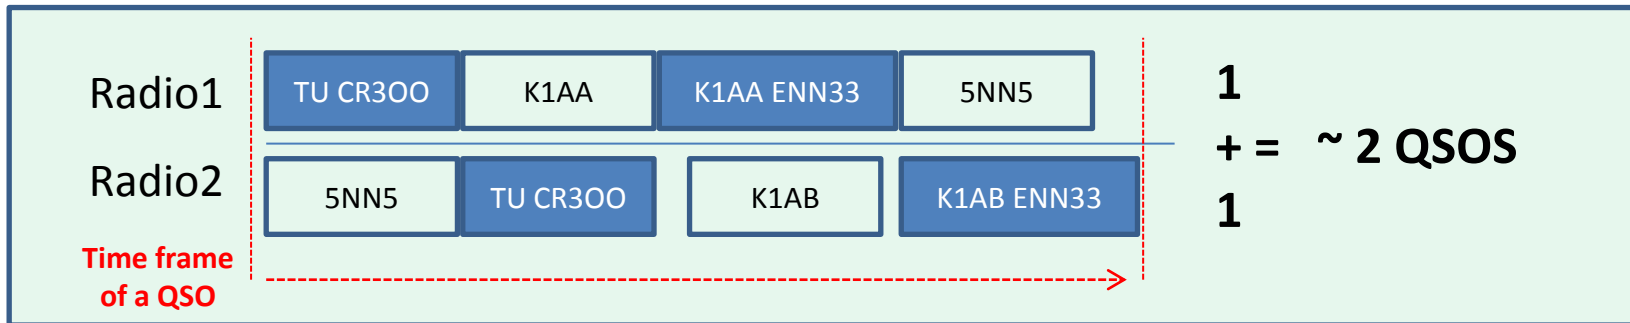 Radio1 TU CR3OO K1AA K1AA ENN33 5NN5 1
+ = ~ 2 QSOS
Radio2 5NN5 TU CR3OO K1AB K1AB ENN33 1
Time frame
of a QSO